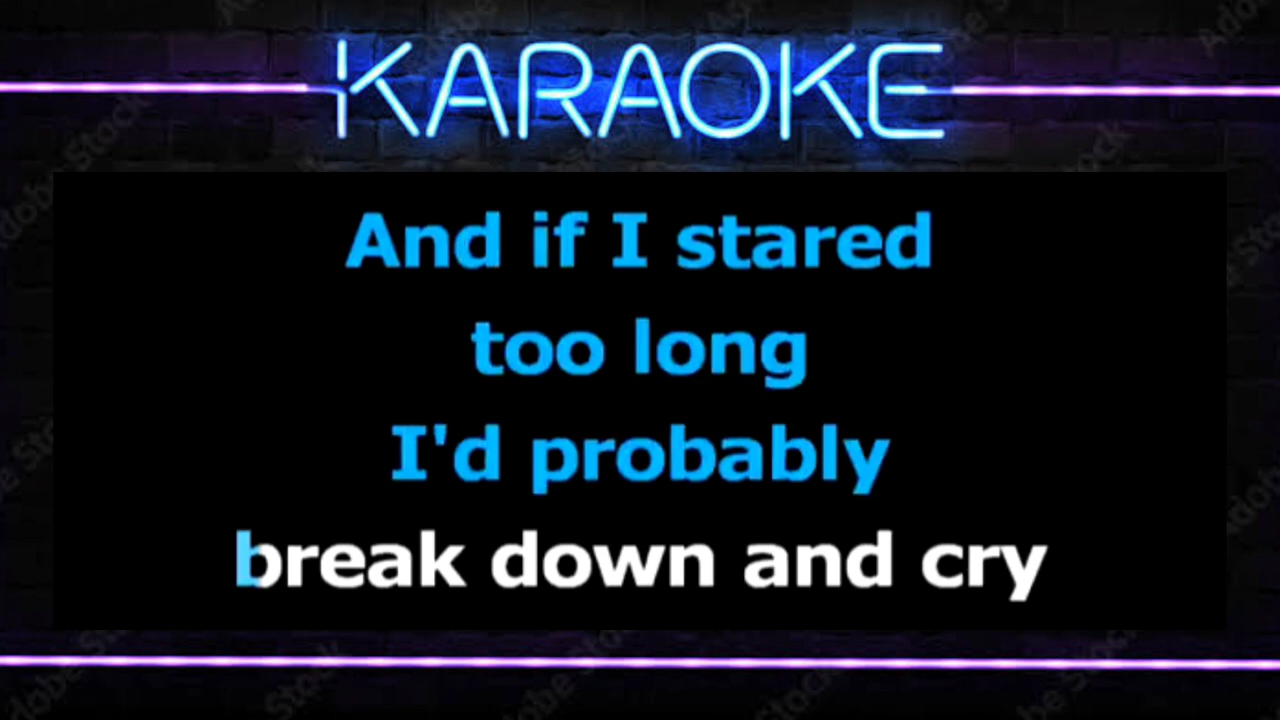 KARAOKE
And if I stared
too long
I'd probably
break down and cry